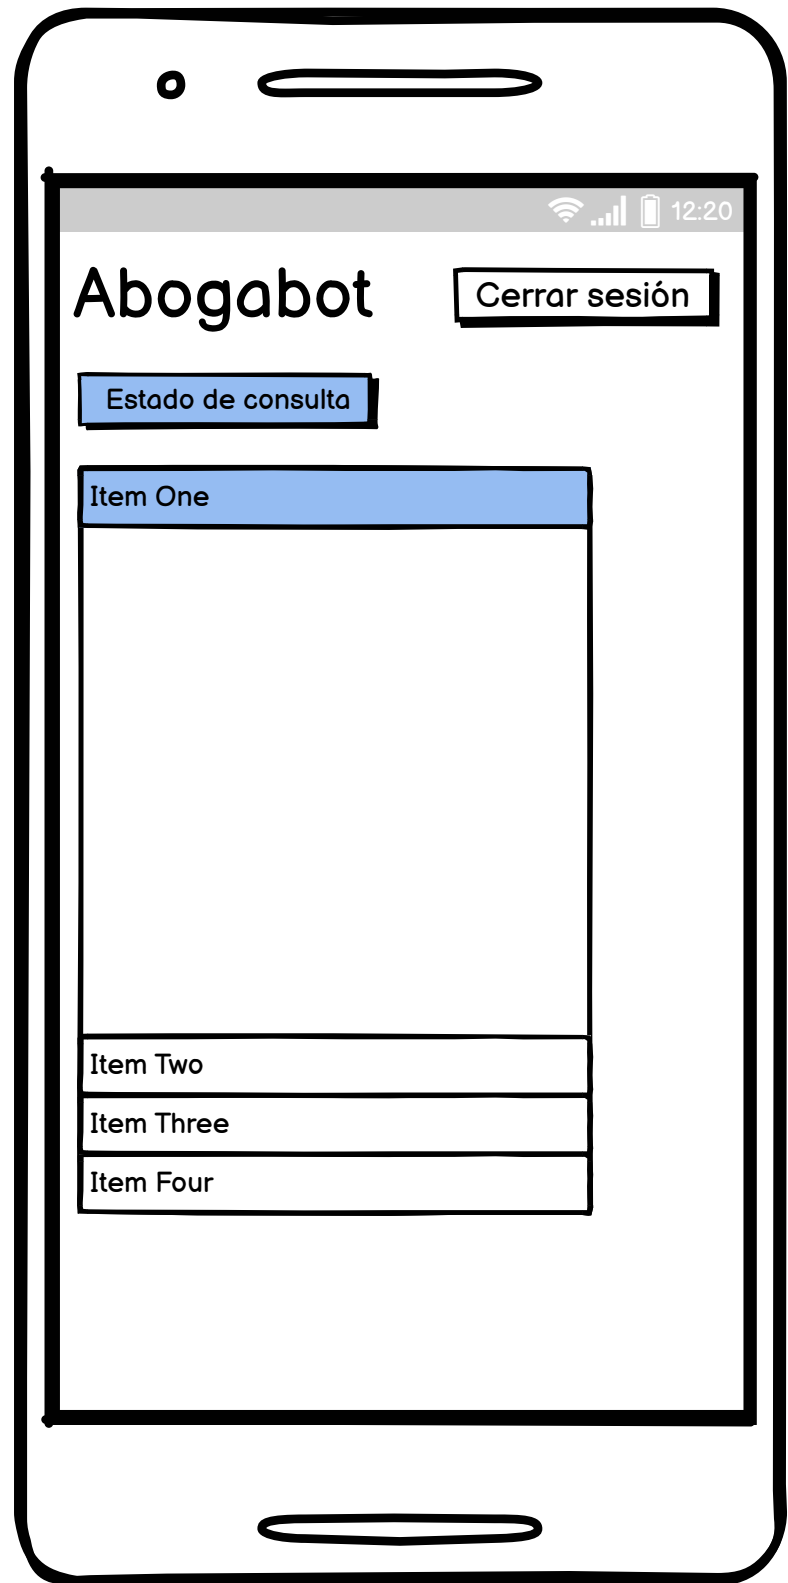 12:20
Abogabot
Cerrar sesión
Estado de consulta
Item One
Item Two
Item Three
Item Four